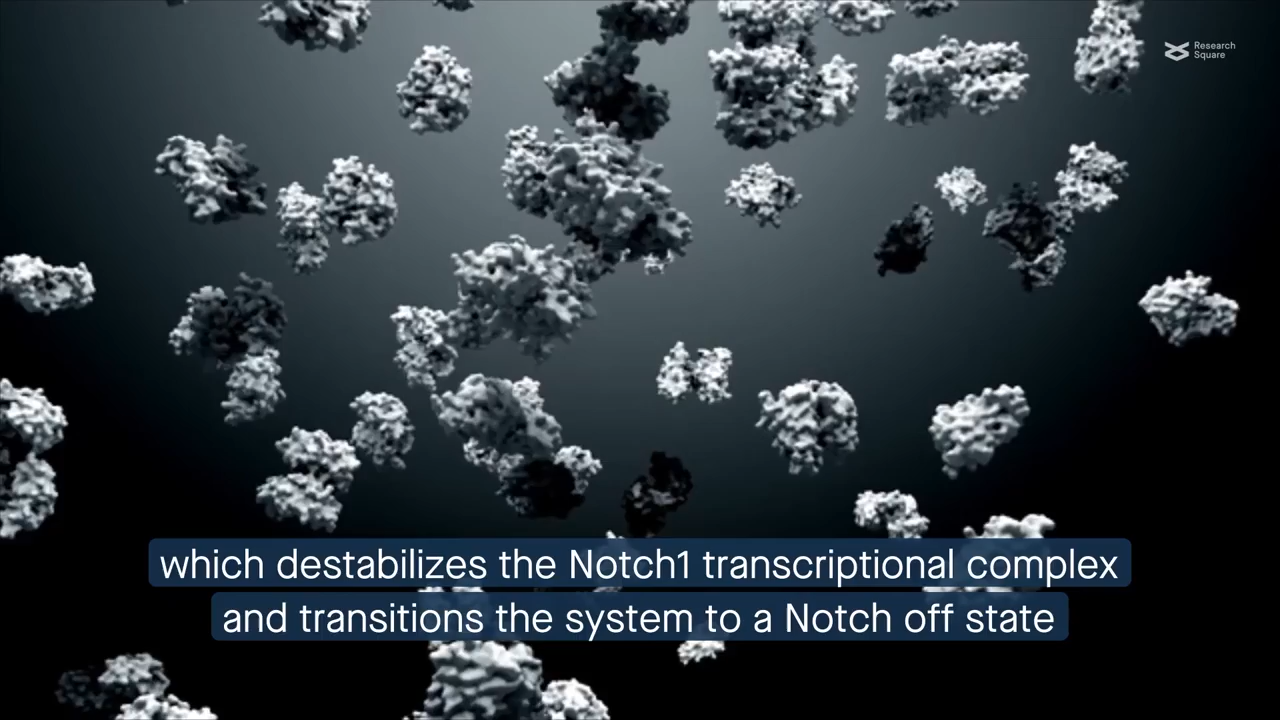 Research
Square
which destabilizes the Notch1 transcriptional complex
and transitions the system to a Notch off state